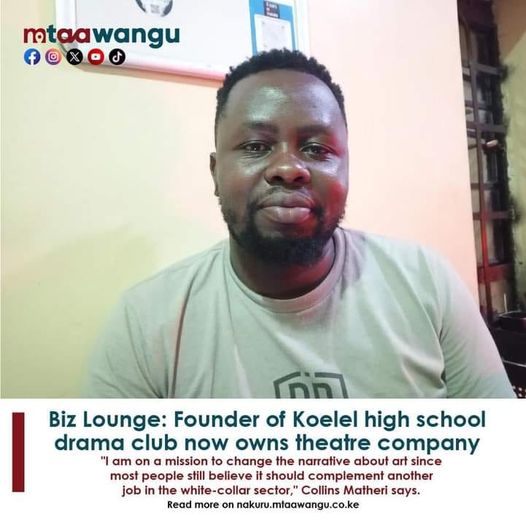 mtaawangu
Biz Lounge: Founder of Koelel high school
drama club now owns theatre company
"I am on a mission to change the narrative about art since
most people still believe it should complement another
job in the white-collar sector," Collins Matheri says.
Read more on nakuru.mtaawangu.co.ke